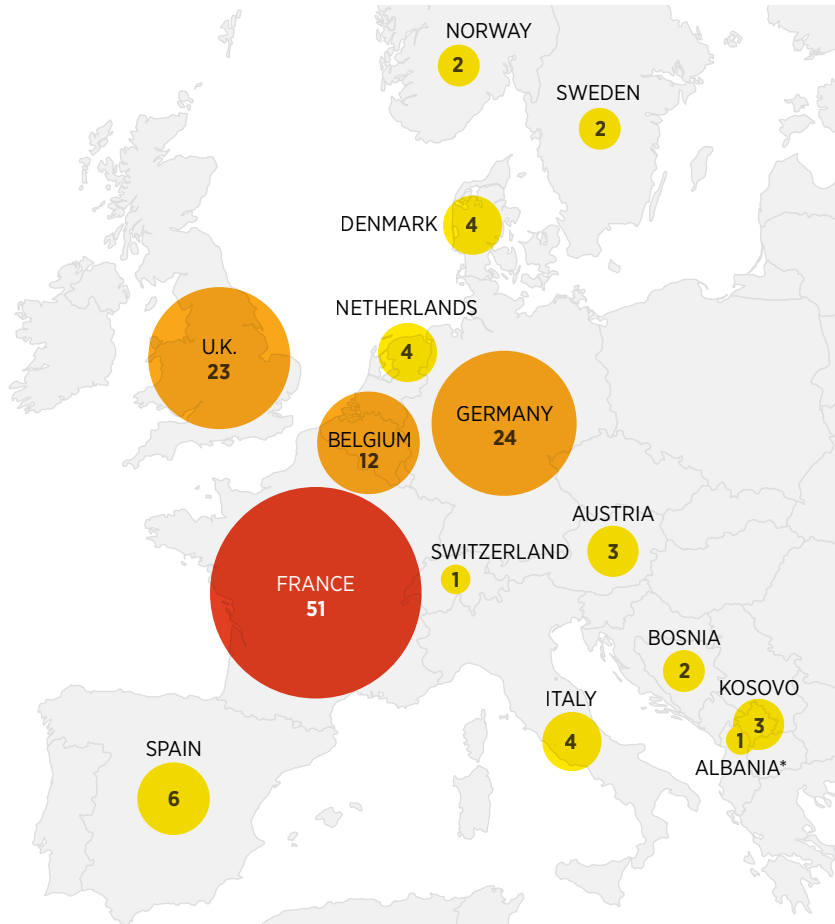 NORWAY
2
SWEDEN
2
DENMARK
4
NETHERLANDS
4
U.K.
23
GERMANY
24
BELGIUM
12
AUSTRIA
3
SWITZERLAND
1
FRANCE
51
BOSNIA
2
KOSOVO
3
ITALY
4
1
ALBANIA*
SPAIN
6